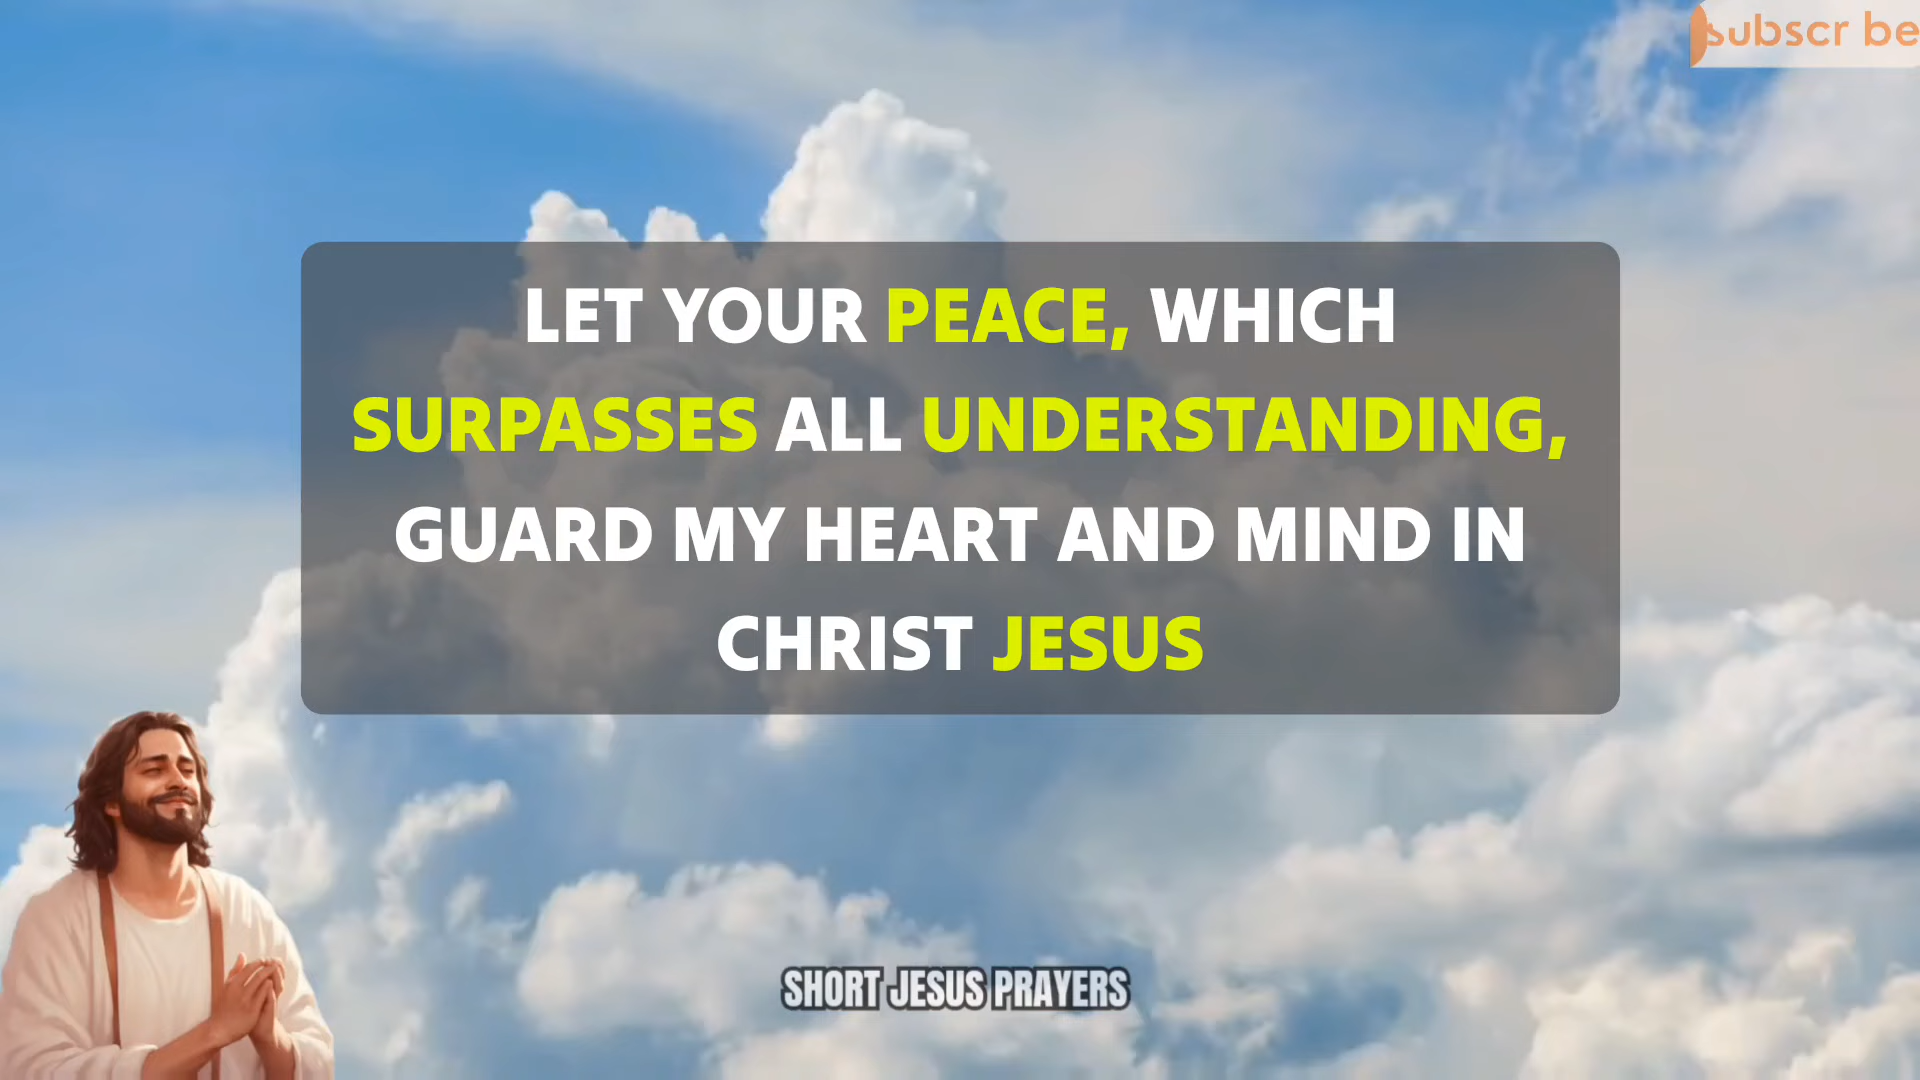 subscr be
LET YOUR PEACE, WHICH
SURPASSES ALL UNDERSTANDING,
GUARD MY HEART AND MIND IN
CHRIST JESUS
SHORT JESUS PRAYERS